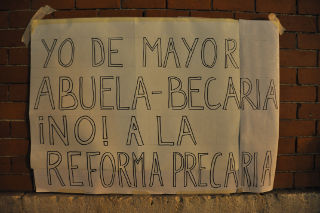 YO DE MAYOR
ABUELA-BECARIA
¡NO! A LA
REFORMA PRECARIA